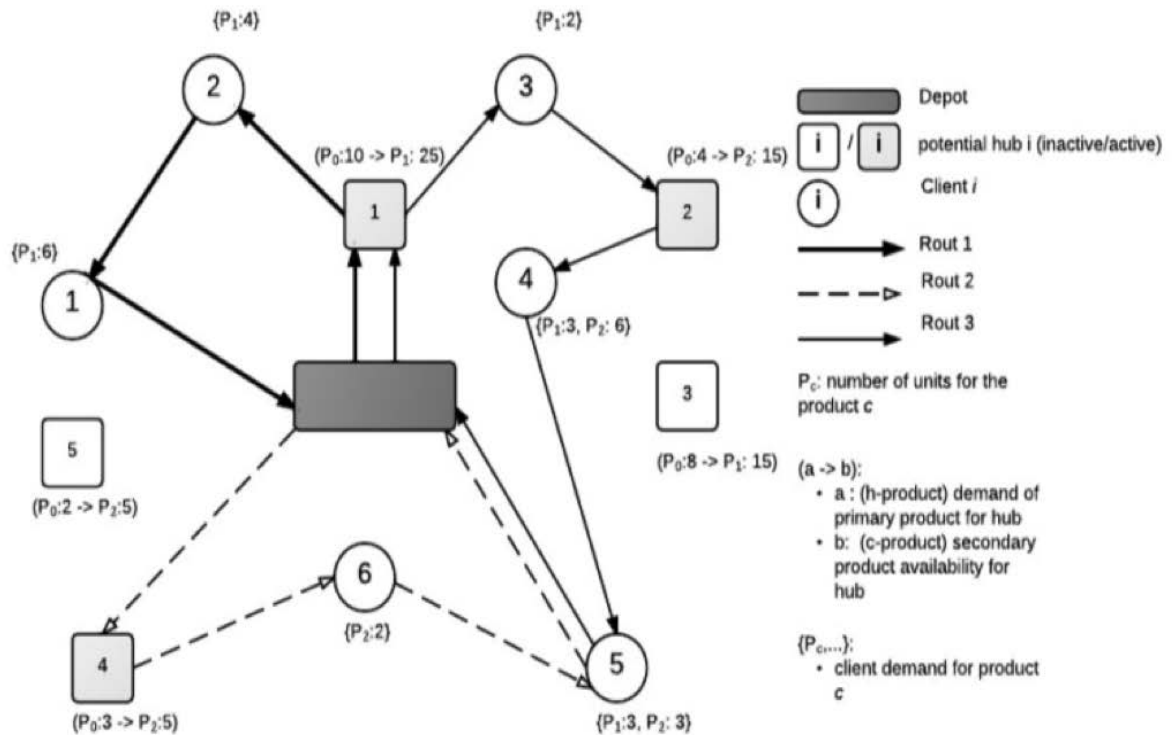 {P₁:4}
{P₁:2}
2
3
(P₀:10 -> P₁: 25)
(P₀:4 -> P₂: 15)
1
2
{P₁:6}
1
4
{P₁:3, P₂: 6}
3
(P₀:8 -> P₁: 15)
5
(P₀:2 -> P₂:5)
6
{P₂:2}
4
(P₀:3 -> P₂:5)
5
{P₁:3, P₂: 3}
Depot
i / i
potential hub i (inactive/active)
i
Client i
Rout 1
Rout 2
Rout 3
P꜀: number of units for the
product c
(a -> b):
• a : (h-product) demand of
primary product for hub
• b: (c-product) secondary
product availability for
hub
{P꜀,...}:
• client demand for product
c